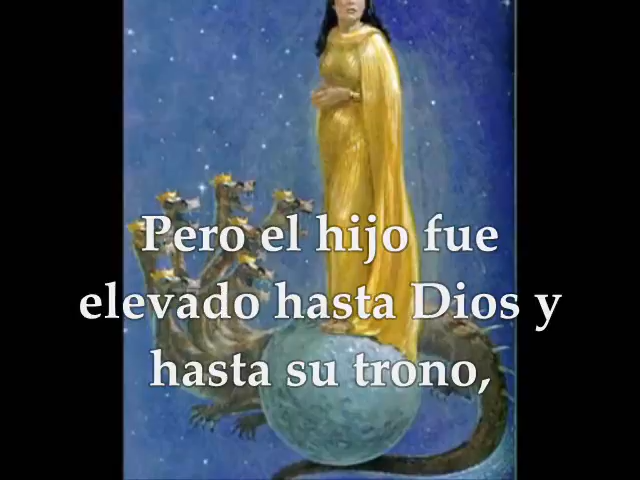 Pero el hijo fue
elevado hasta Dios y
hasta su trono,